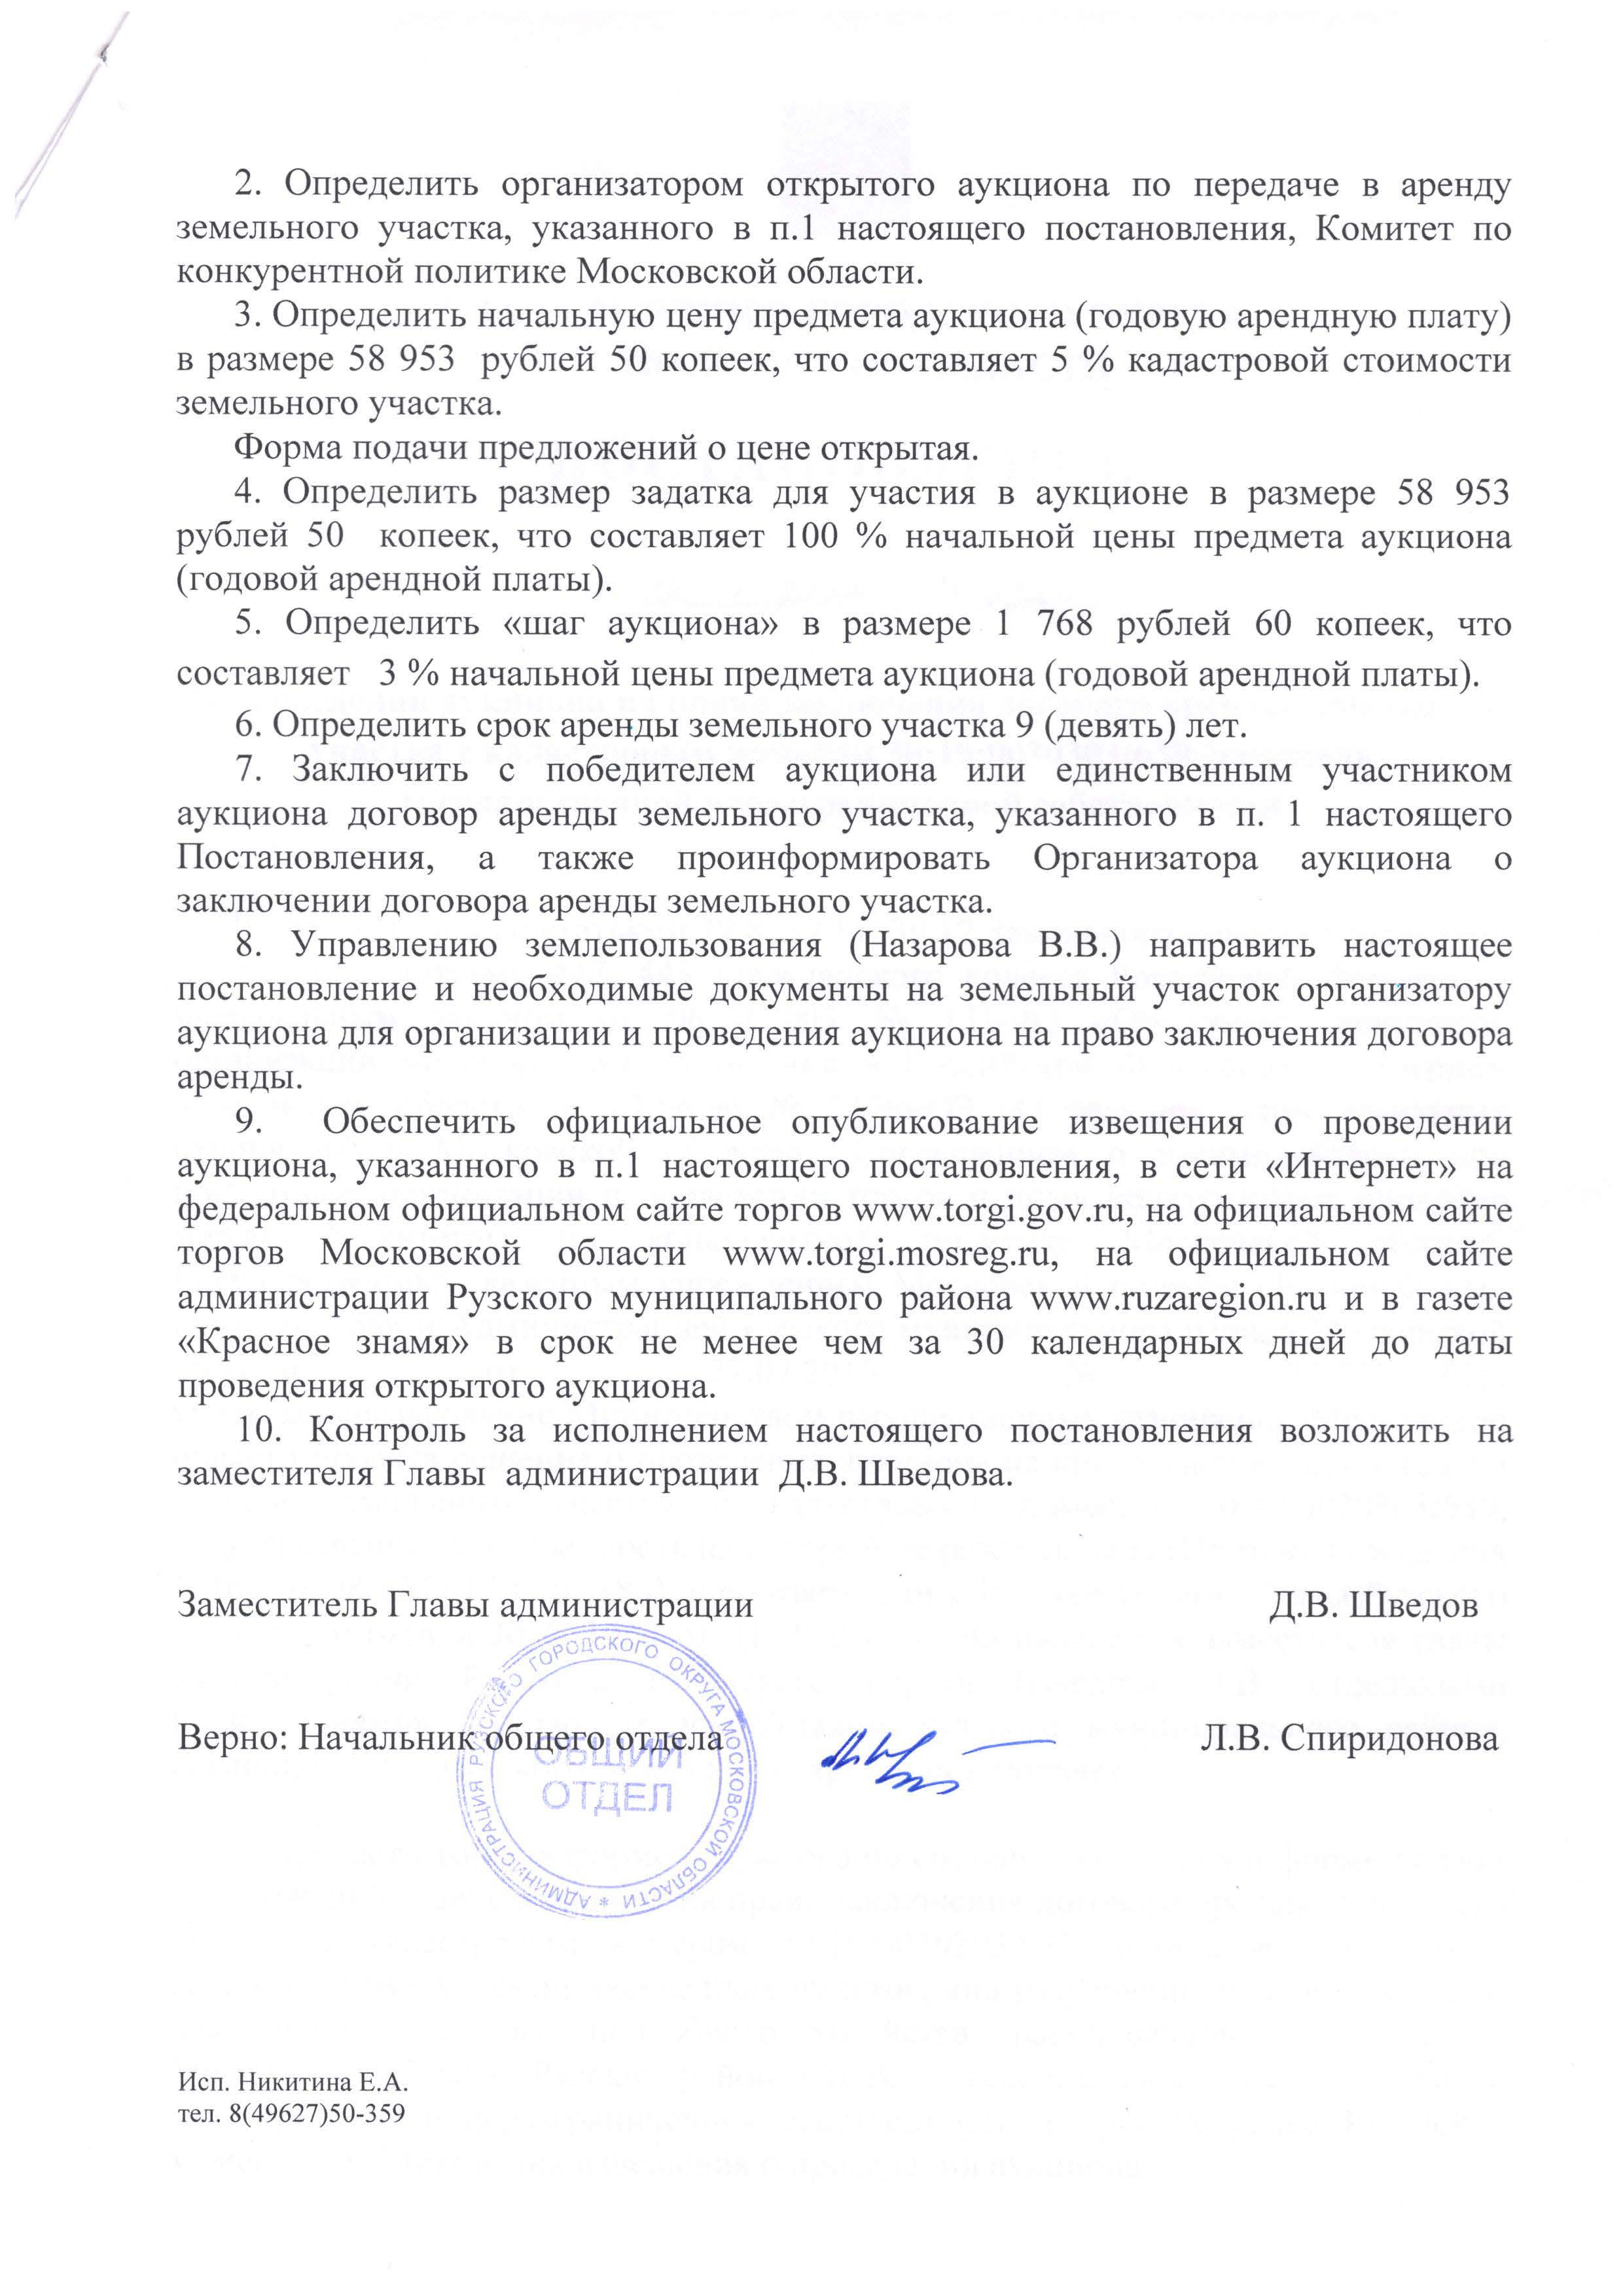 2. Определить организатором открытого аукциона по передаче в аренду
земельного участка, указанного в п.1 настоящего постановления, Комитет по
конкурентной политике Московской области.
3. Определить начальную цену предмета аукциона (годовую арендную плату)
в размере 58 953 рублей 50 копеек, что составляет 5 % кадастровой стоимости
земельного участка.
Форма подачи предложений о цене открытая.
4. Определить размер задатка для участия в аукционе в размере 58 953
рублей 50 копеек, что составляет 100 % начальной цены предмета аукциона
(годовой арендной платы).
5. Определить «шаг аукциона» в размере 1 768 рублей 60 копеек, что
составляет 3 % начальной цены предмета аукциона (годовой арендной платы).
6. Определить срок аренды земельного участка 9 (девять) лет.
7. Заключить с победителем аукциона или единственным участником
аукциона договор аренды земельного участка, указанного в п. 1 настоящего
Постановления, а также проинформировать Организатора аукциона о
заключении договора аренды земельного участка.
8. Управлению землепользования (Назарова В.В.) направить настоящее
постановление и необходимые документы на земельный участок организатору
аукциона для организации и проведения аукциона на право заключения договора
аренды.
9. Обеспечить официальное опубликование извещения о проведении
аукциона, указанного в п.1 настоящего постановления, в сети «Интернет» на
федеральном официальном сайте торгов www.torgi.gov.ru, на официальном сайте
торгов Московской области www.torgi.mosreg.ru, на официальном сайте
администрации Рузского муниципального района www.ruzaregion.ru и в газете
«Красное знамя» в срок не менее чем за 30 календарных дней до даты
проведения открытого аукциона.
10. Контроль за исполнением настоящего постановления возложить на
заместителя Главы администрации Д.В. Шведова.
Заместитель Главы администрации Д.В. Шведов
Верно: Начальник общего отдела Л.В. Спиридонова
АДМИНИСТРАЦИЯ РУЗСКОГО ГОРОДСКОГО ОКРУГА МОСКОВСКОЙ ОБЛАСТИ *
ОБЩИЙ
ОТДЕЛ
Исп. Никитина Е.А.
тел. 8(49627)50-359